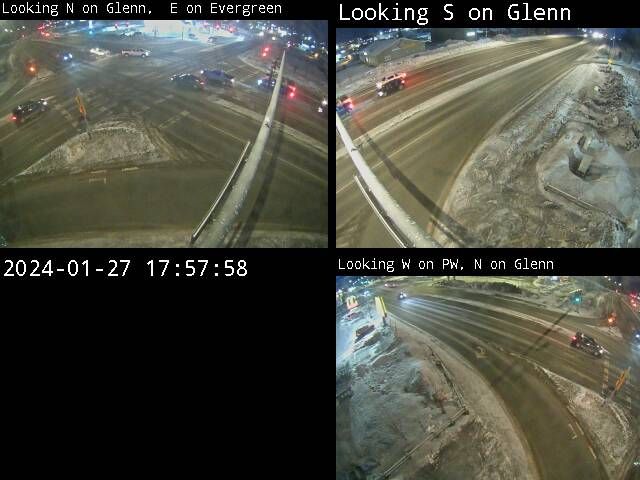 Looking N on Glenn,  E on Evergreen
Looking S on Glenn
2024-01-27 17:57:58
Looking W on PW, N on Glenn